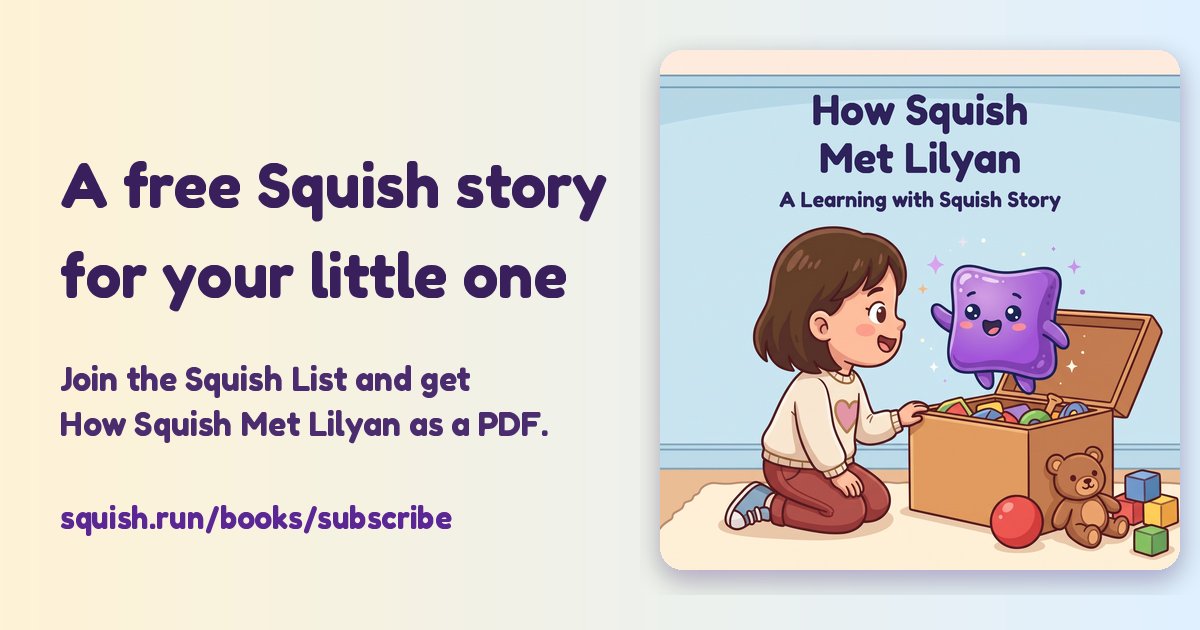 A free Squish story
for your little one
Join the Squish List and get
How Squish Met Lilyan as a PDF.
squish.run/books/subscribe
How Squish
Met Lilyan
A Learning with Squish Story